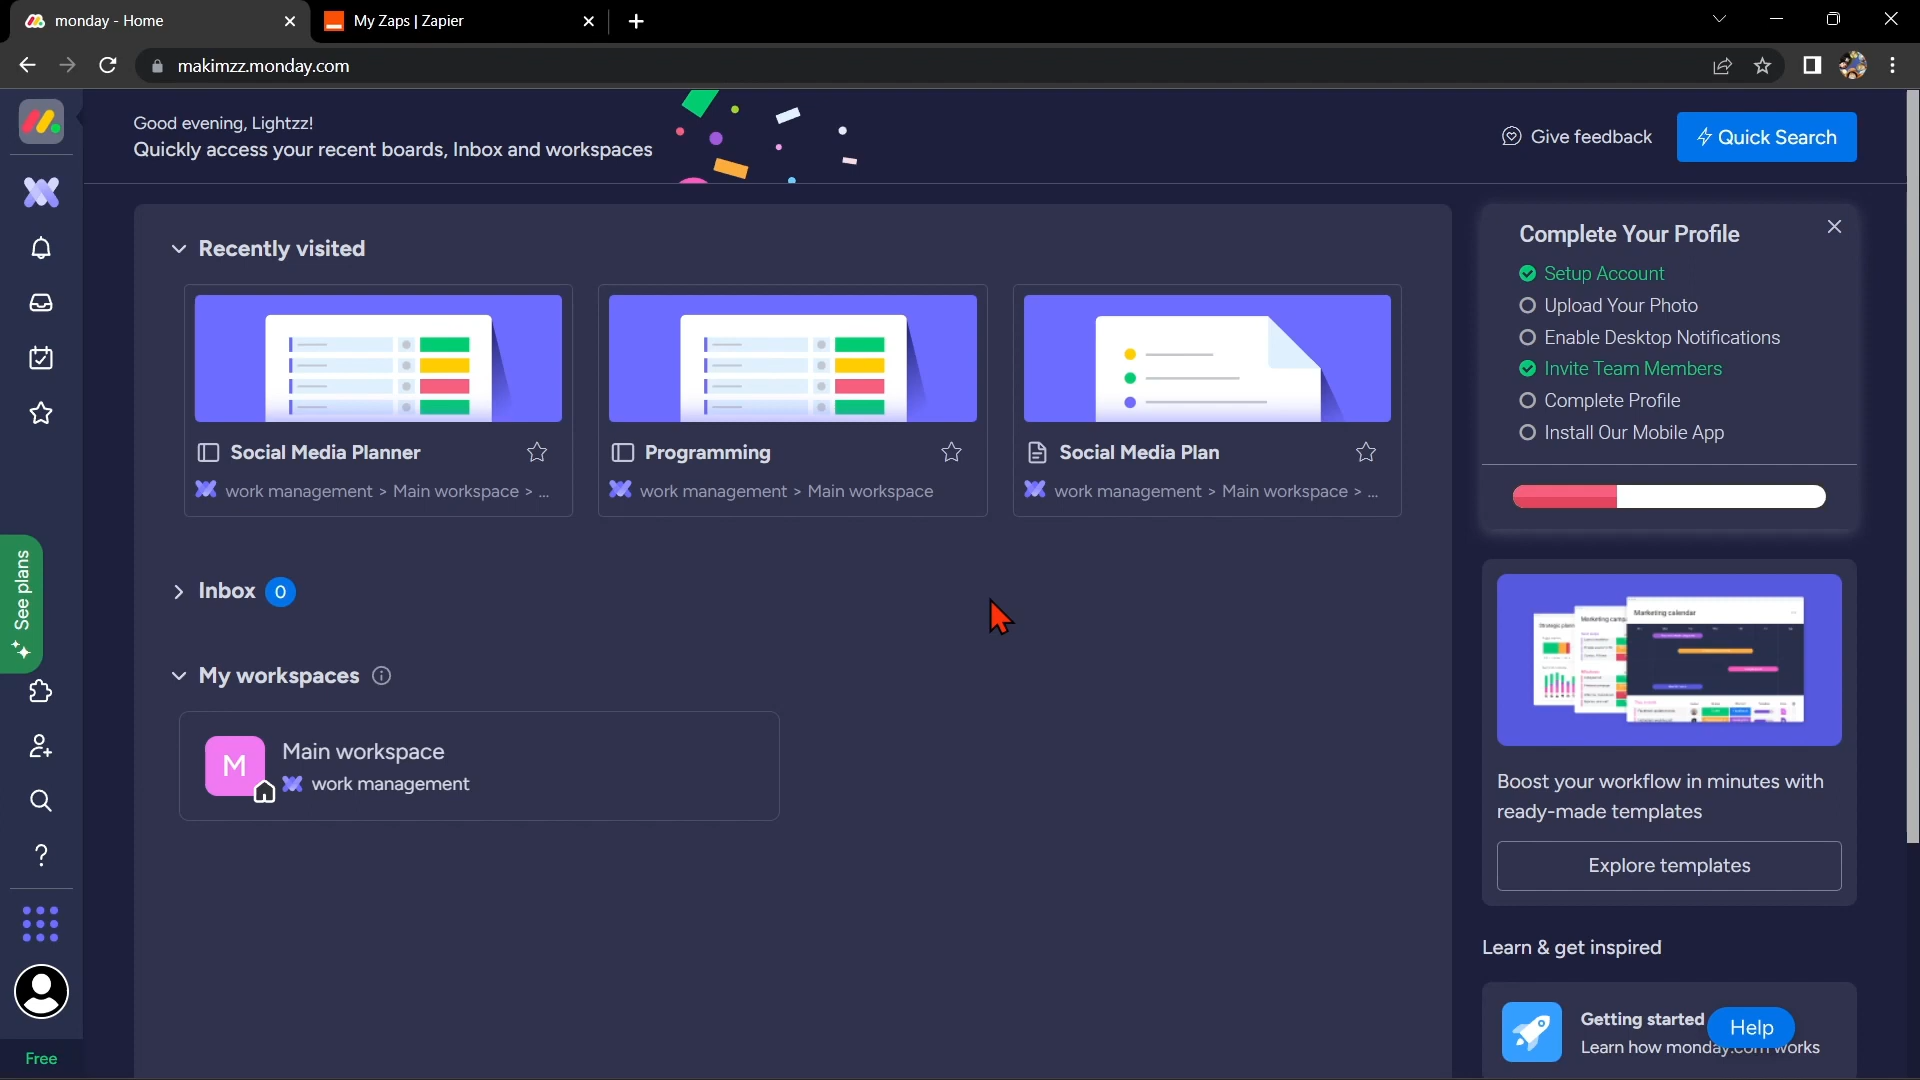 monday - Home
My Zaps | Zapier
makimzz.monday.com
Good evening, Lightzz!
Quickly access your recent boards, Inbox and workspaces
Give feedback
Quick Search
Recently visited
Social Media Planner
work management > Main workspace > ...
Programming
work management > Main workspace
Social Media Plan
work management > Main workspace > ...
Inbox 0
My workspaces
M
Main workspace
work management
Complete Your Profile
Setup Account
Upload Your Photo
Enable Desktop Notifications
Invite Team Members
Complete Profile
Install Our Mobile App
Marketing calendar
Boost your workflow in minutes with
ready-made templates
Explore templates
Learn & get inspired
Getting started
Learn how monday.com works
Help
See plans
Free